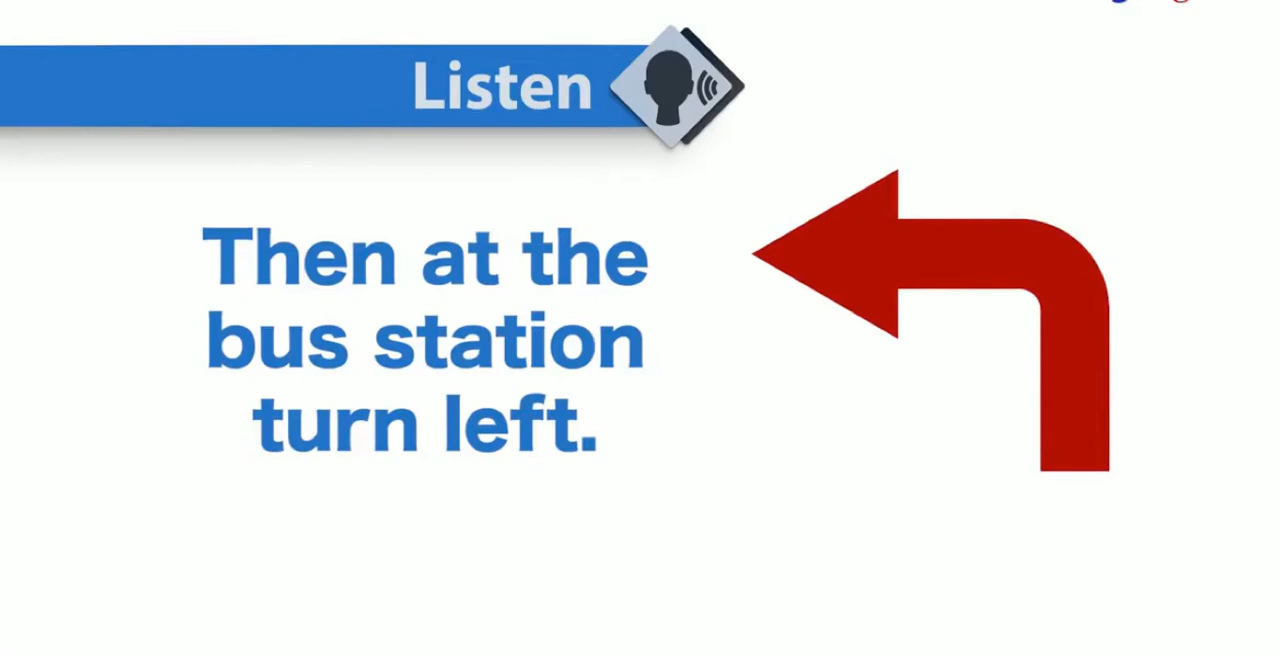 Listen
Then at the
bus station
turn left.